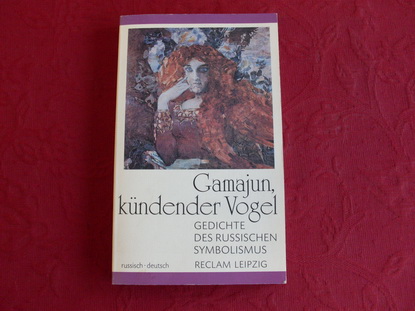 Gamajun,
kündender Vogel
GEDICHTE
DES RUSSISCHEN
SYMBOLISMUS
russisch - deutsch RECLAM LEIPZIG